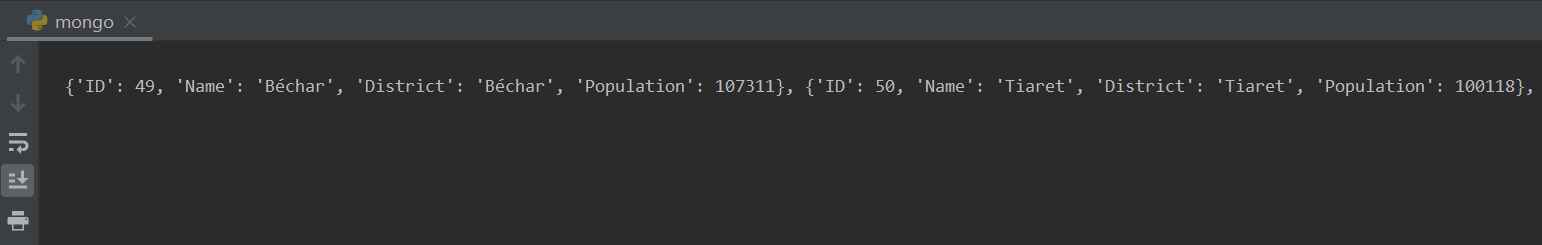 mongo
{'ID': 49, 'Name': 'Béchar', 'District': 'Béchar', 'Population': 107311}, {'ID': 50, 'Name': 'Tiaret', 'District': 'Tiaret', 'Population': 100118},